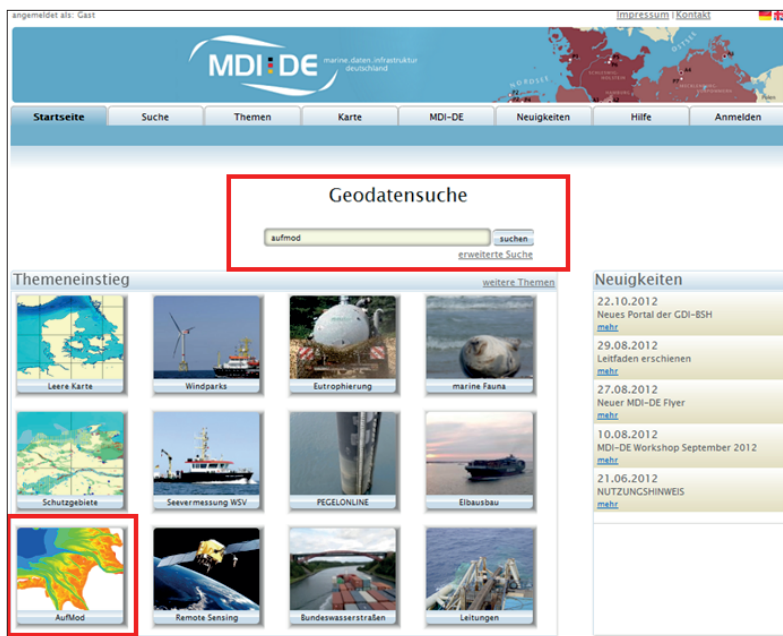 angemeldet als: Gast
Impressum | Kontakt
MDI DE
marine.daten.infrastruktur
deutschland
NORDSEE
OSTSEE
Startseite
Suche
Themen
Karte
MDI-DE
Neuigkeiten
Hilfe
Anmelden
Geodatensuche
aufmod
suchen
erweiterte Suche
Themeneinstieg
weitere Themen
Leere Karte
Windparks
Eutrophierung
marine Fauna
Schutzgebiete
Seevermessung WSV
PEGELONLINE
Elbausbau
AufMod
Remote Sensing
Bundeswasserstraßen
Leitungen
Neuigkeiten
22.10.2012
Neues Portal der GDI-BSH
mehr
29.08.2012
Leitfaden erschienen
mehr
27.08.2012
Neuer MDI-DE Flyer
mehr
10.08.2012
MDI-DE Workshop September 2012
mehr
21.06.2012
NUTZUNGSHINWEIS
mehr